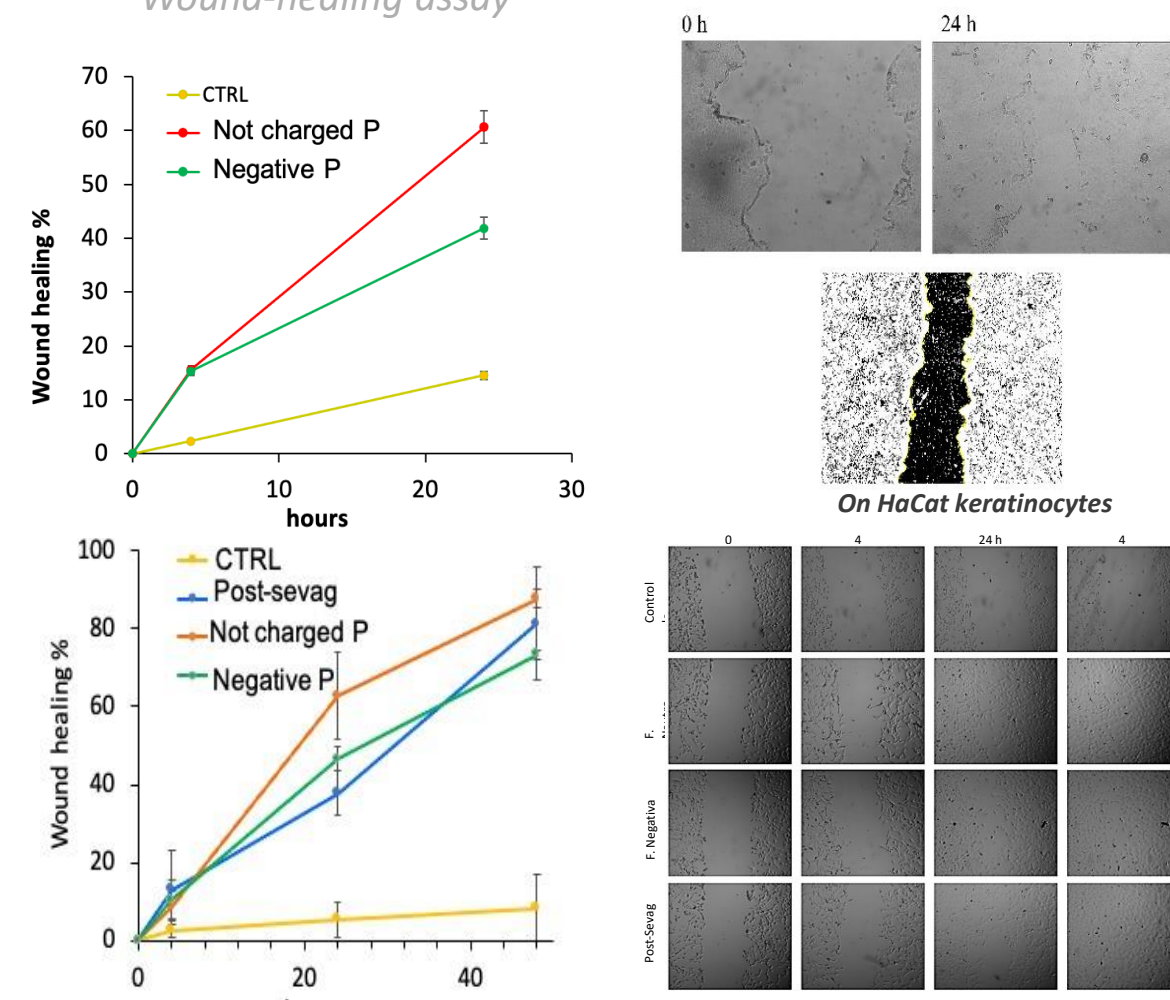 Wound-healing assay
70
60
50
40
30
20
10
0
Wound healing %
CTRL
Not charged P
Negative P
0 10 20 30
hours
0 h 24 h
On HaCat keratinocytes
100
80
60
40
20
0
Wound healing %
CTRL
Post-sevag
Not charged P
Negative P
0 20 40
0 4 24 h 4
Control
F.
F. Negativa
Post-Sevag